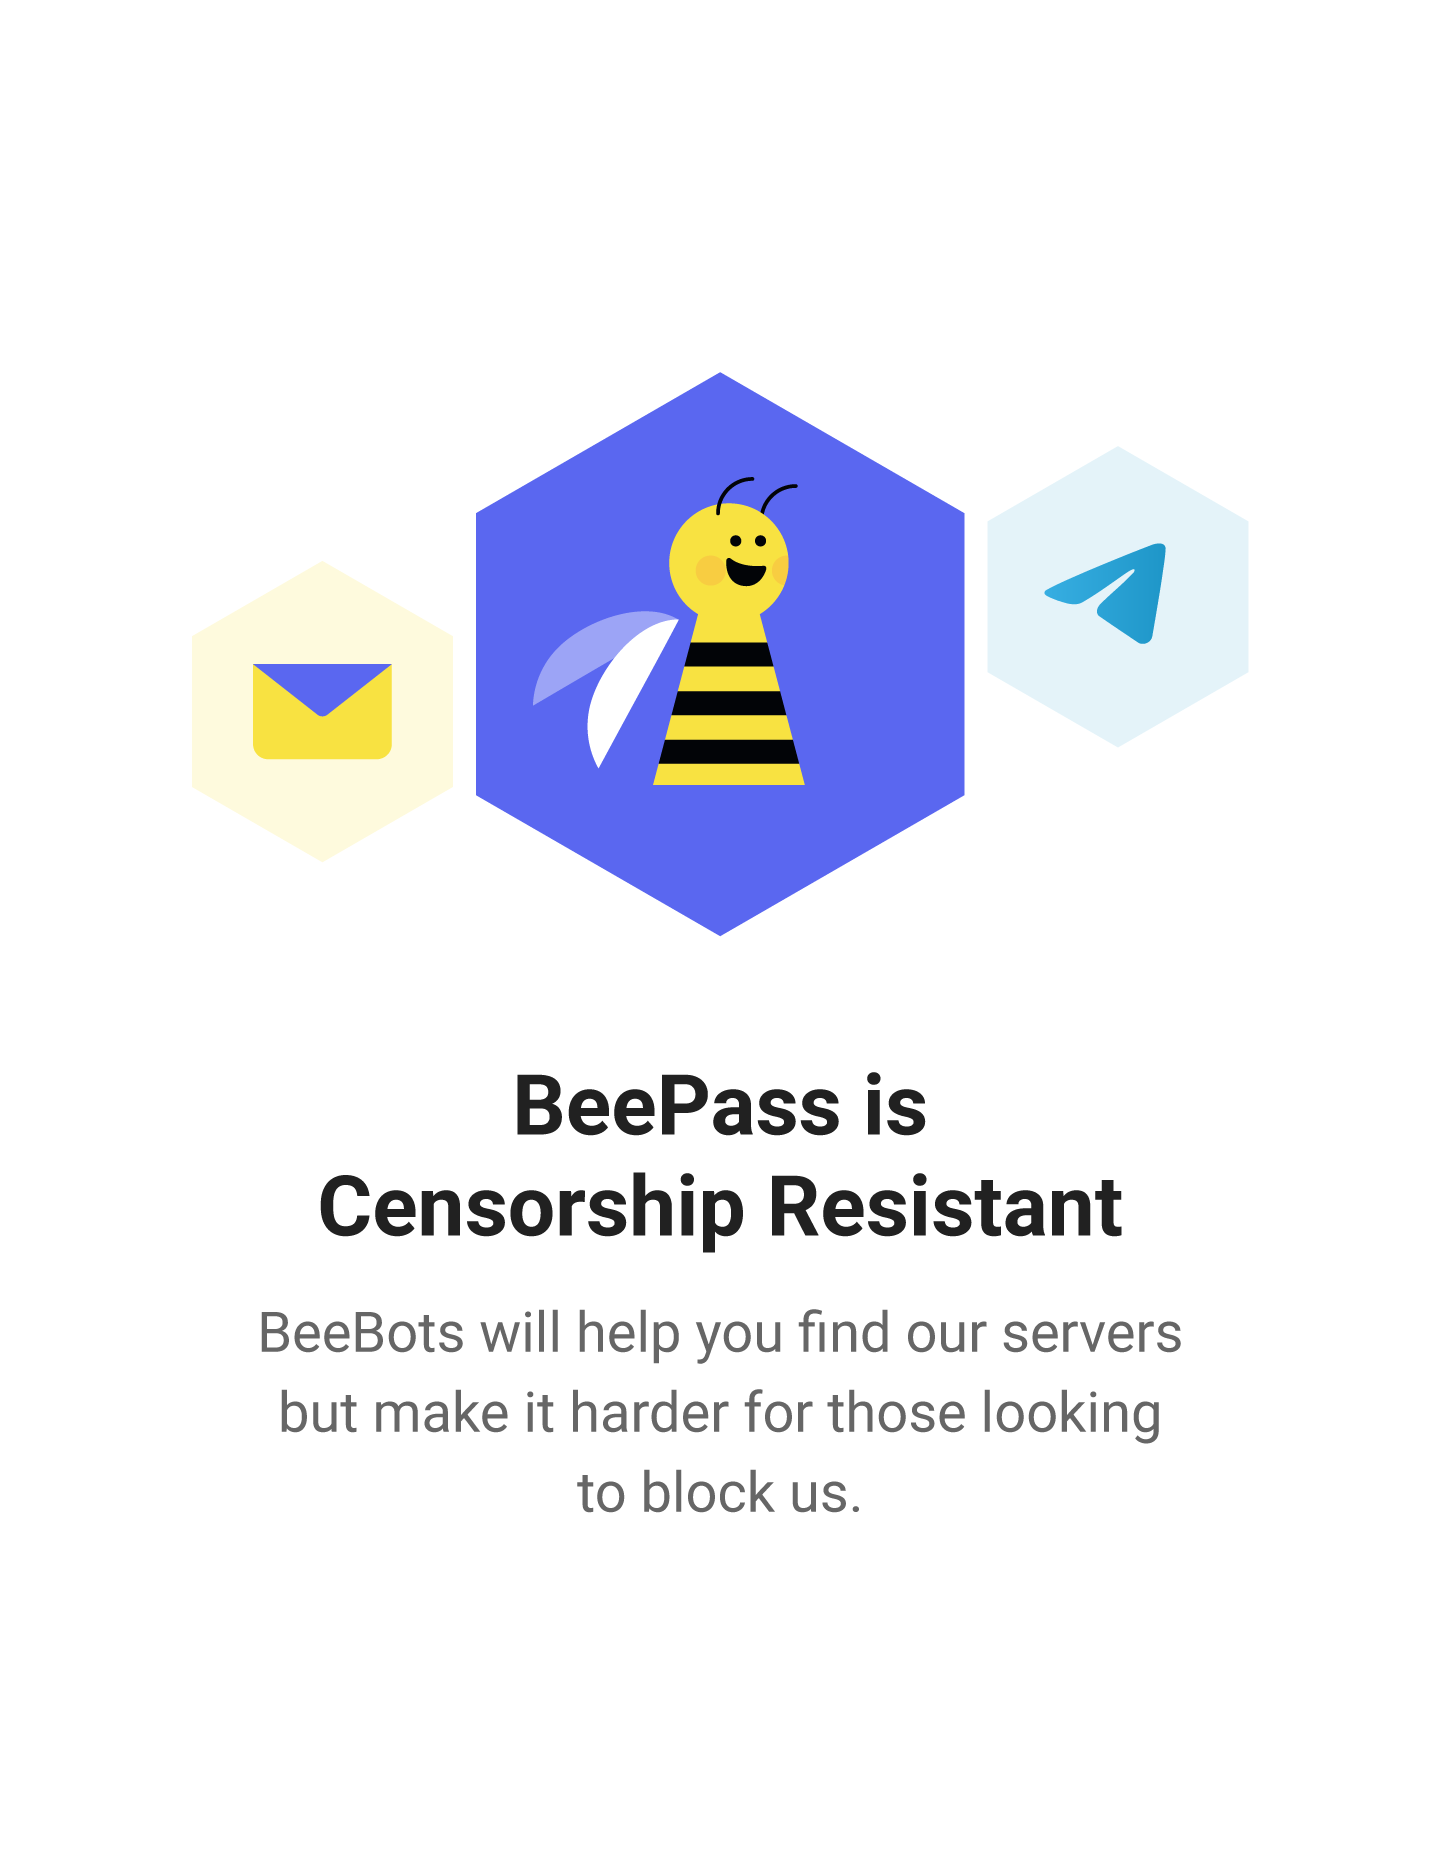 BeePass is
Censorship Resistant
BeeBots will help you find our servers
but make it harder for those looking
to block us.